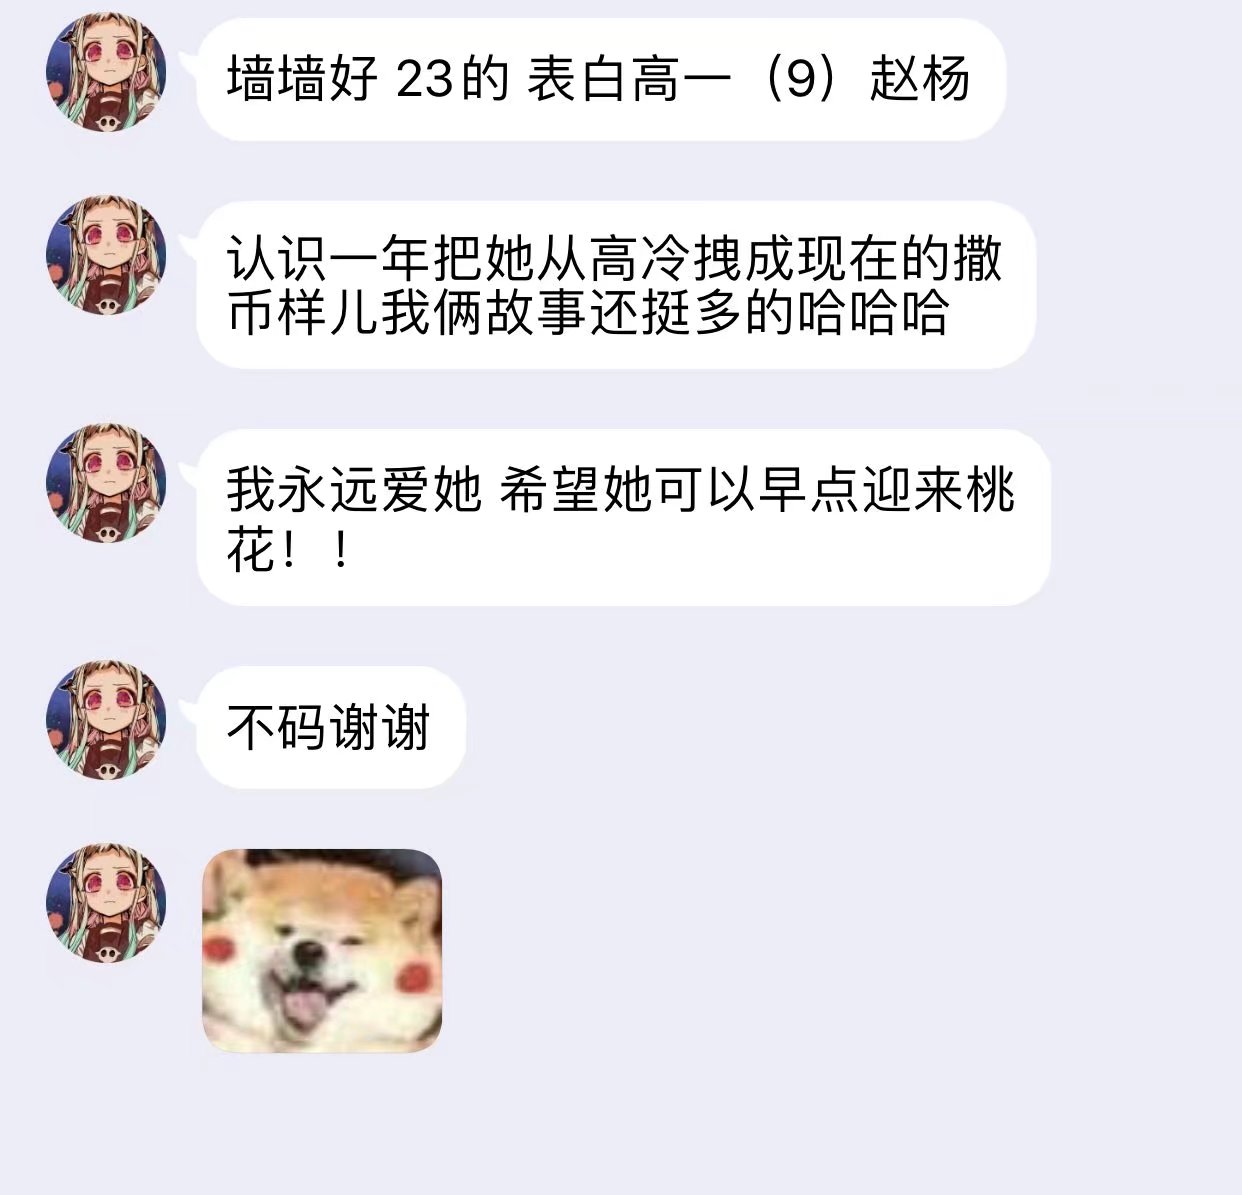 墙墙好 23的 表白高一（9）赵杨
认识一年把她从高冷拽成现在的撒
币样儿我俩故事还挺多的哈哈哈
我永远爱她 希望她可以早点迎来桃
花！！
不码谢谢